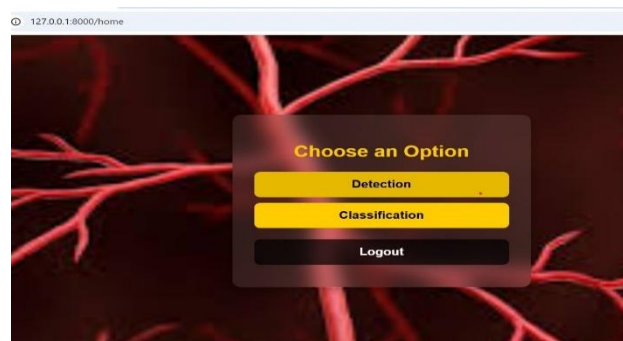 127.0.0.1:8000/home
Choose an Option
Detection
Classification
Logout